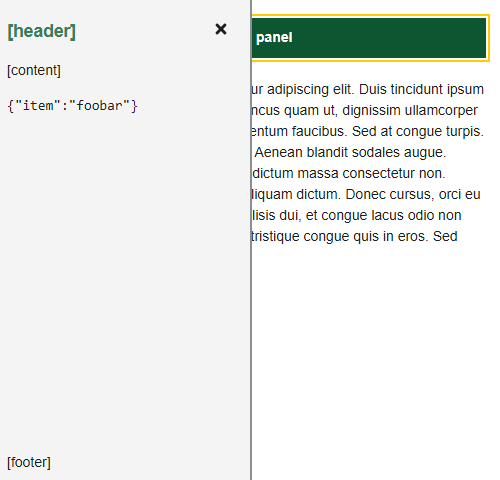 [header]
[content]
{"item":"foobar"}
[footer]
panel
ur adipiscing elit. Duis tincidunt ipsum
ncus quam ut, dignissim ullamcorper
entum faucibus. Sed at congue turpis.
Aenean blandit sodales augue.
dictum massa consectetur non.
liquam dictum. Donec cursus, orci eu
lisis dui, et congue lacus odio non
tristique congue quis in eros. Sed